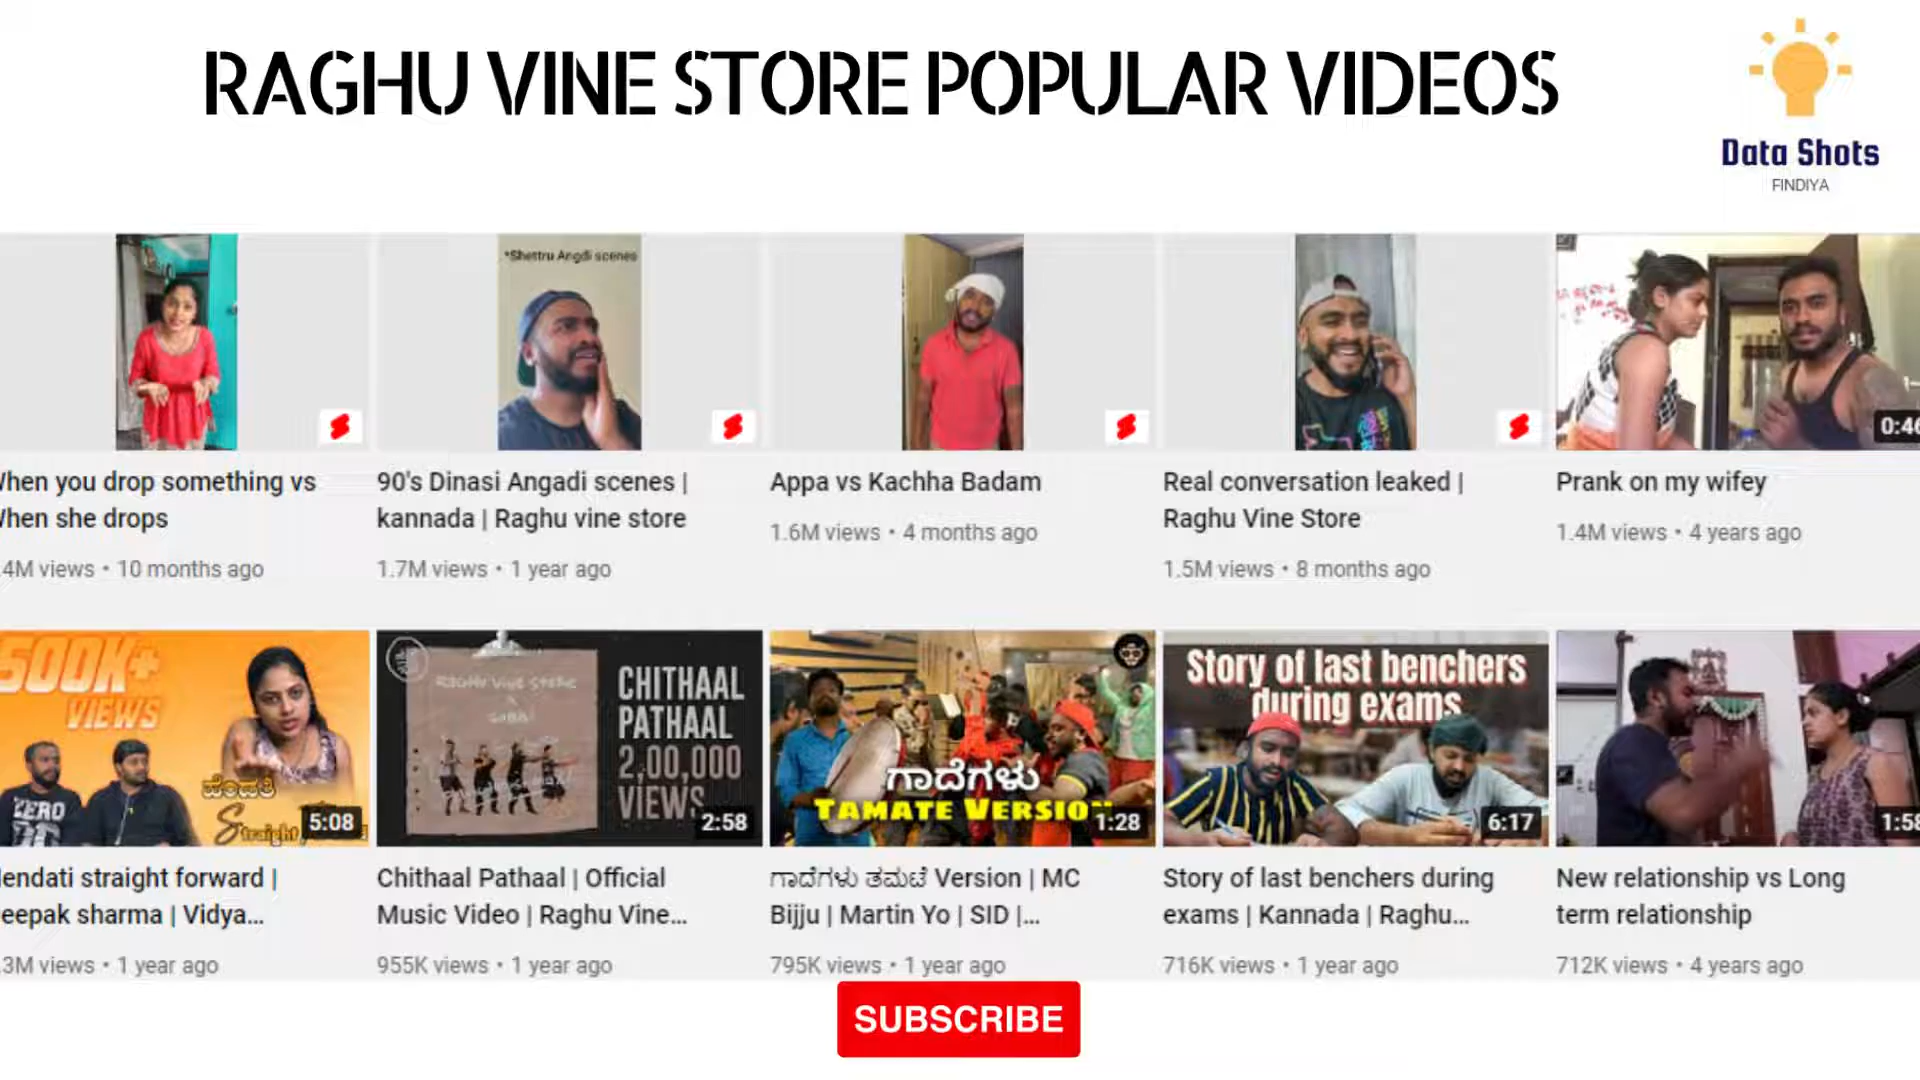 RAGHU VINE STORE POPULAR VIDEOS
Data Shots
FINDIYA
*Shettru Angdi scenes
0:46
hen you drop something vs
hen she drops
4M views • 10 months ago
90's Dinasi Angadi scenes |
kannada | Raghu vine store
1.7M views • 1 year ago
Appa vs Kachha Badam
1.6M views • 4 months ago
Real conversation leaked |
Raghu Vine Store
1.5M views • 8 months ago
Prank on my wifey
1.4M views • 4 years ago
500K+
VIEWS
ZERO
ಹೆಂಡತಿ
Straight
5:08
RAGHU VINE STORE
CHITHAAL
PATHAAL
2,00,000
VIEWS
2:58
ಗಾದೆಗಳು
TAMATE VERSION
1:28
Story of last benchers
during exams
6:17
1:58
endati straight forward |
eepak sharma | Vidya...
3M views • 1 year ago
Chithaal Pathaal | Official
Music Video | Raghu Vine...
955K views • 1 year ago
ಗಾದೆಗಳು ತಮಟೆ Version | MC
Bijju | Martin Yo | SID |...
795K views • 1 year ago
Story of last benchers during
exams | Kannada | Raghu...
716K views • 1 year ago
New relationship vs Long
term relationship
712K views • 4 years ago
SUBSCRIBE